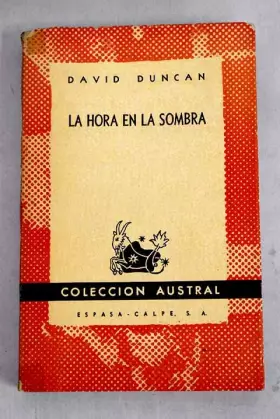 DAVID DUNCAN
LA HORA EN LA SOMBRA
COLECCION AUSTRAL
ESPASA-CALPE, S. A.